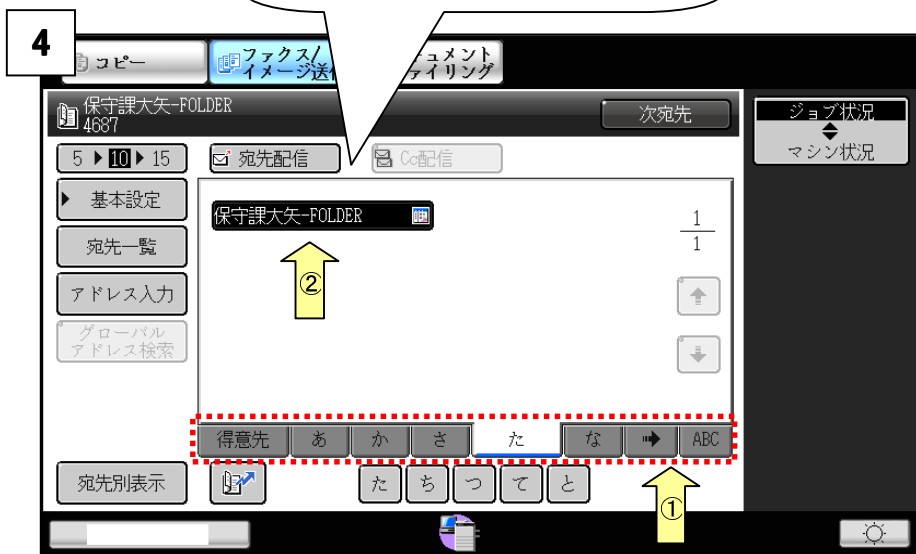 4
コピー
ファクス/
イメージ送信
ュメント
ァイリング
保守課大矢-FOLDER
4687
次宛先
ジョブ状況
マシン状況
5 10 15
宛先配信
Cc配信
基本設定
保守課大矢-FOLDER
1
1
宛先一覧
②
アドレス入力
グローバル
アドレス検索
得意先 あ か さ た な ABC
宛先別表示
た ち つ て と
①